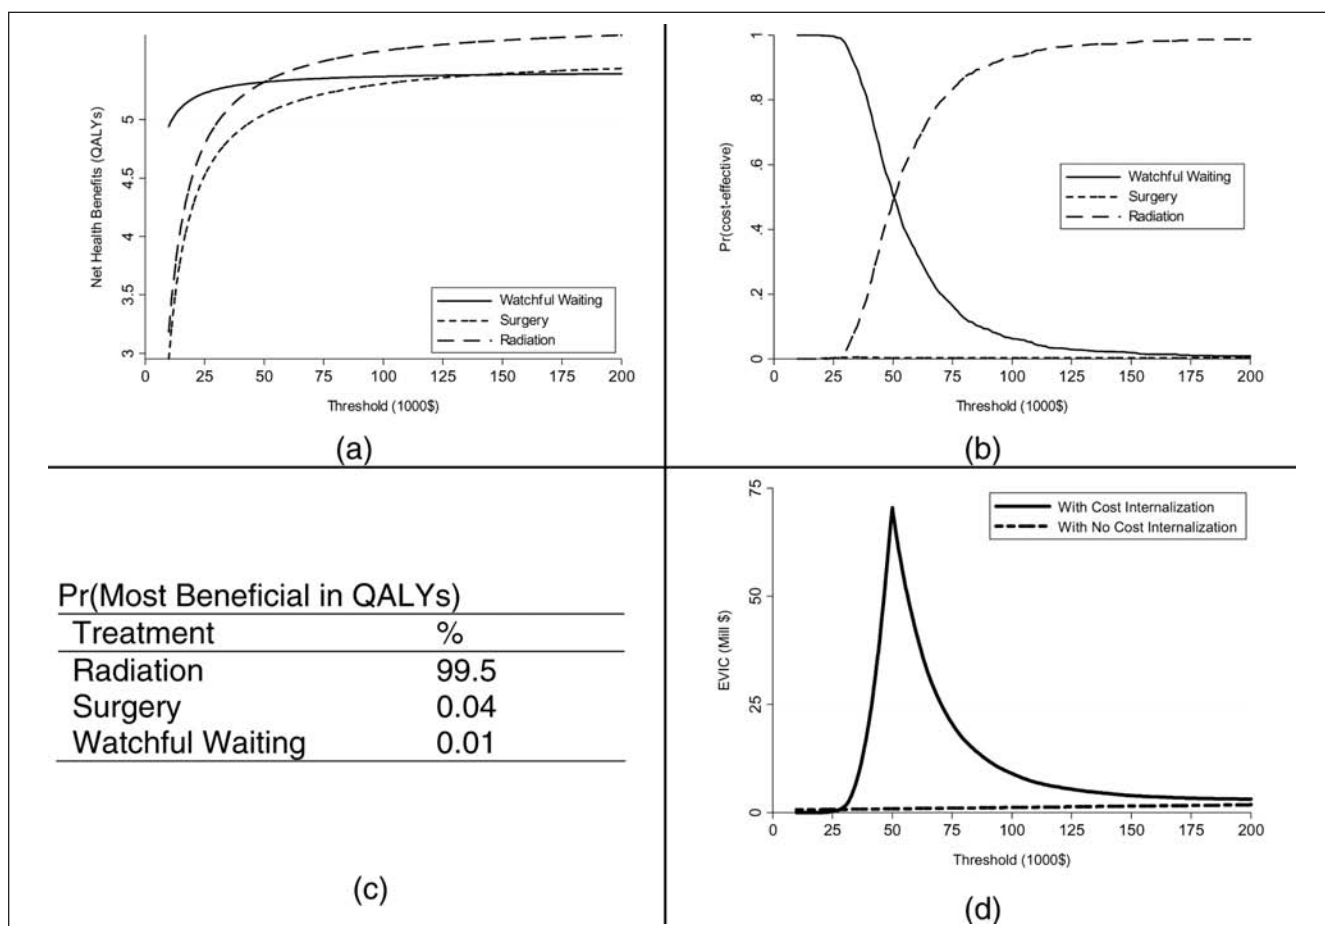 Net Health Benefits (QALYs)
3 3.5 4 4.5 5
Watchful Waiting
Surgery
Radiation
0 25 50 75 100 125 150 175 200
Threshold (1000$)
(a)
Pr(cost-effective)
0 .2 .4 .6 .8 1
Watchful Waiting
Surgery
Radiation
0 25 50 75 100 125 150 175 200
Threshold (1000$)
(b)
Pr(Most Beneficial in QALYs)
Treatment %
Radiation 99.5
Surgery 0.04
Watchful Waiting 0.01
(c)
EVIC (Mill $)
0 25 50 75
With Cost Internalization
With No Cost Internalization
0 25 50 75 100 125 150 175 200
Threshold (1000$)
(d)